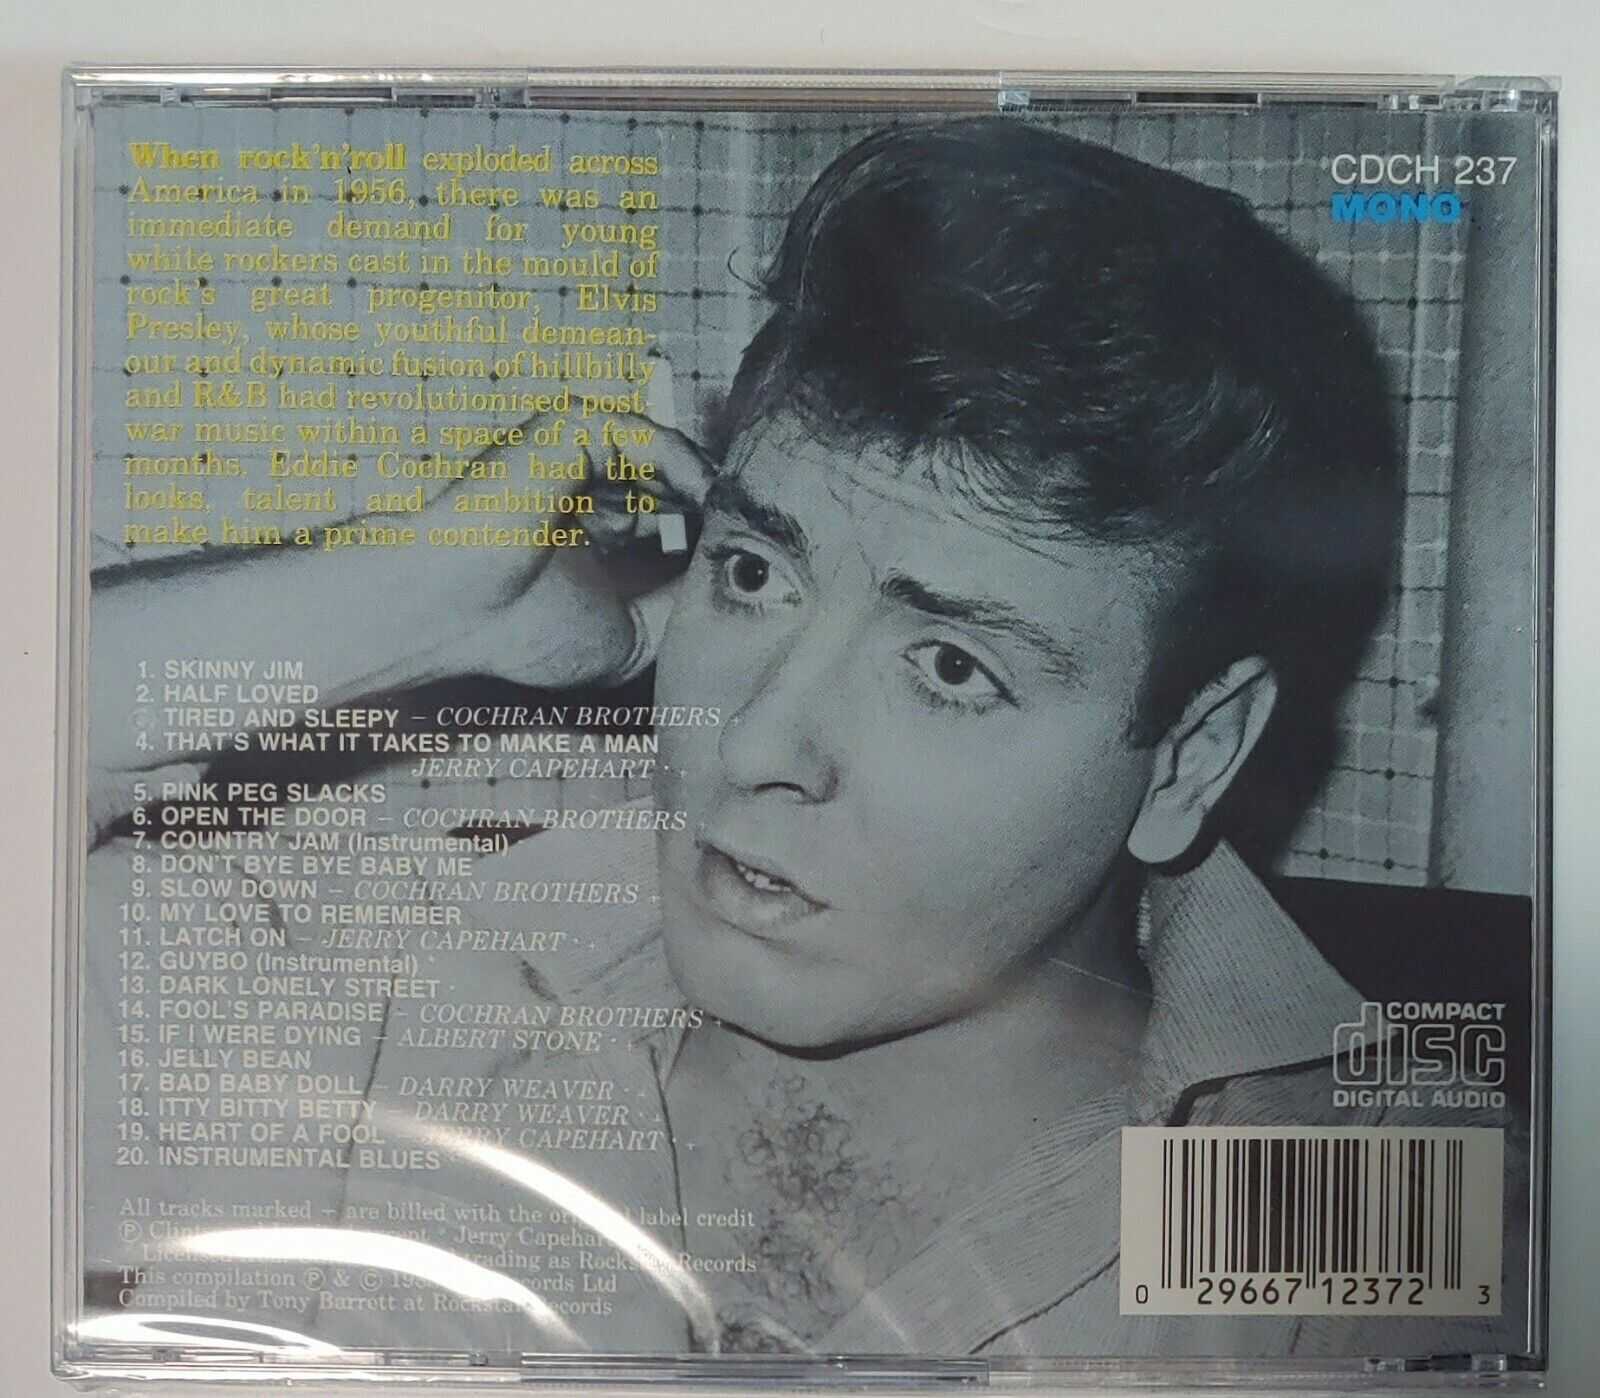 When rock'n'roll exploded across
America in 1956, there was an
immediate demand for young
white rockers cast in the mould of
rock's great progenitor, Elvis
Presley, whose youthful demean-
our and dynamic fusion of hillbilly
and R&B had revolutionised post-
war music within a space of a few
months. Eddie Cochran had the
looks, talent and ambition to
make him a prime contender.
CDCH 237
MONO
1. SKINNY JIM
2. HALF LOVED
TIRED AND SLEEPY – COCHRAN BROTHERS +
4. THAT'S WHAT IT TAKES TO MAKE A MAN
JERRY CAPEHART · +
5. PINK PEG SLACKS
6. OPEN THE DOOR – COCHRAN BROTHERS +
7. COUNTRY JAM (Instrumental) ·
8. DON'T BYE BYE BABY ME
9. SLOW DOWN – COCHRAN BROTHERS +
10. MY LOVE TO REMEMBER
11. LATCH ON – JERRY CAPEHART · +
12. GUYBO (Instrumental) *
13. DARK LONELY STREET ·
14. FOOL'S PARADISE – COCHRAN BROTHERS +
15. IF I WERE DYING – ALBERT STONE · +
16. JELLY BEAN
17. BAD BABY DOLL – DARRY WEAVER · +
18. ITTY BITTY BETTY – DARRY WEAVER · +
19. HEART OF A FOOL – JERRY CAPEHART · +
20. INSTRUMENTAL BLUES ·
All tracks marked – are billed with the label credit
Ⓟ Jerry
trading as Records
This compilation Ⓟ & © Ltd
Compiled by Tony Barrett at Rockstar Records
COMPACT
disc
DIGITAL AUDIO
0 29667 12372 3